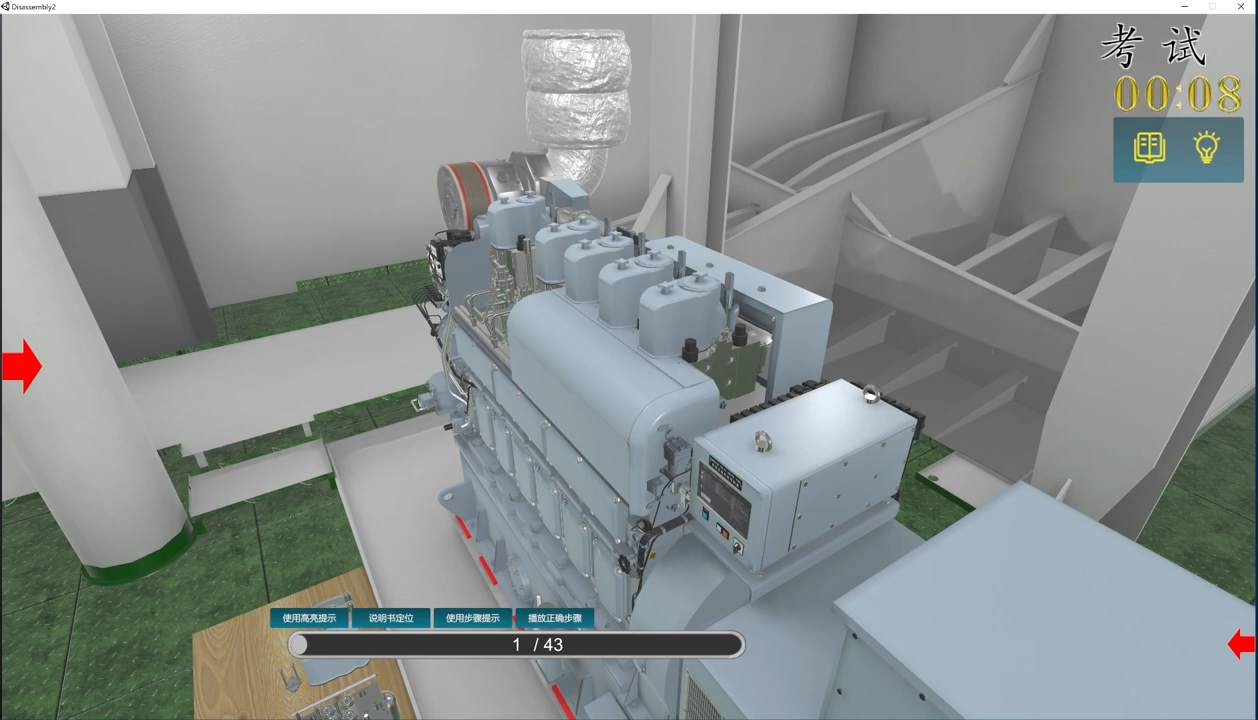 Disassembly2
考试
00:08
使用高亮提示
说明书定位
使用步骤提示
播放正确步骤
1 / 43